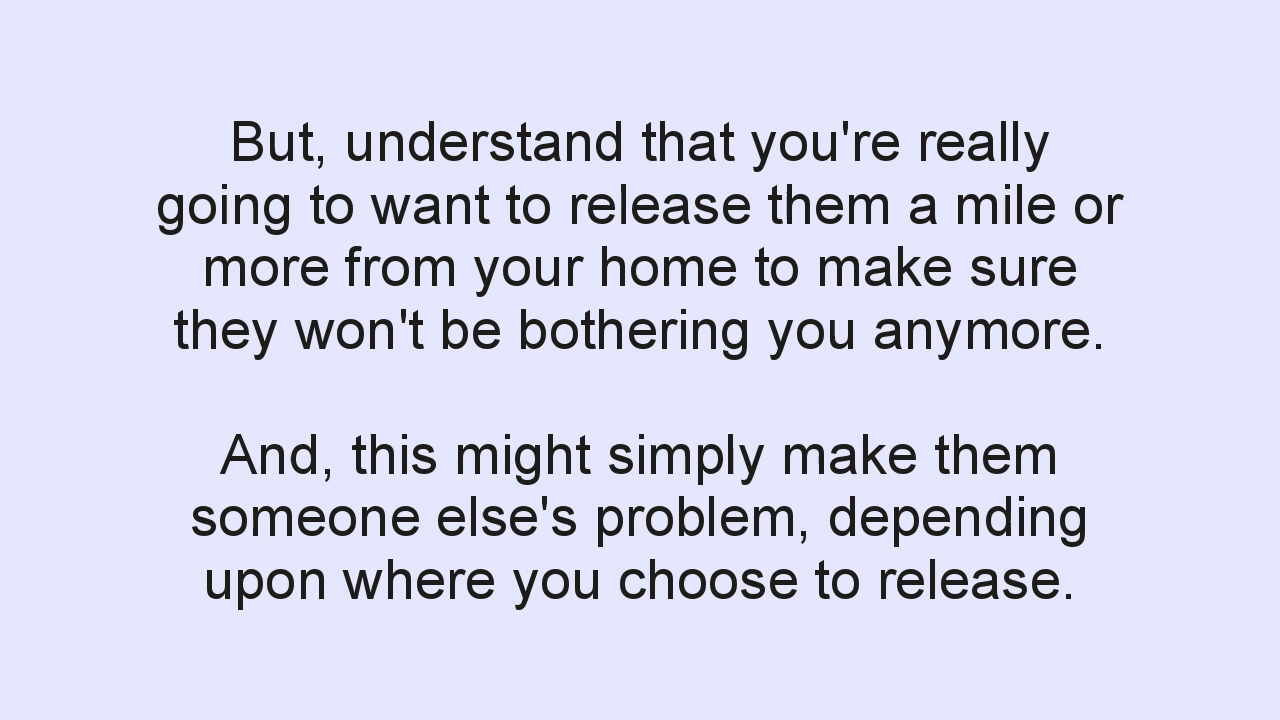 But, understand that you're really
going to want to release them a mile or
more from your home to make sure
they won't be bothering you anymore.
And, this might simply make them
someone else's problem, depending
upon where you choose to release.